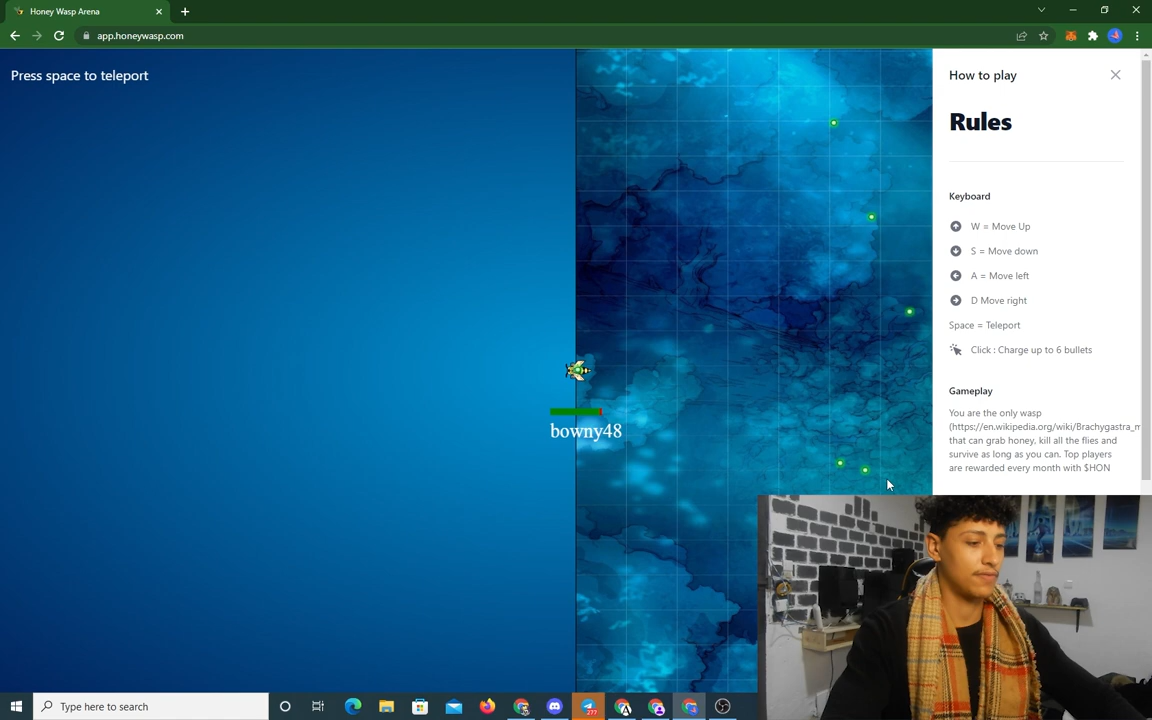 Honey Wasp Arena
app.honeywasp.com
Press space to teleport
bowny48
How to play
Rules
Keyboard
W = Move Up
S = Move down
A = Move left
D Move right
Space = Teleport
Click : Charge up to 6 bullets
Gameplay
You are the only wasp
(https://en.wikipedia.org/wiki/Brachygastra_m
that can grab honey, kill all the flies and
survive as long as you can. Top players
are rewarded every month with $HON
Type here to search
277